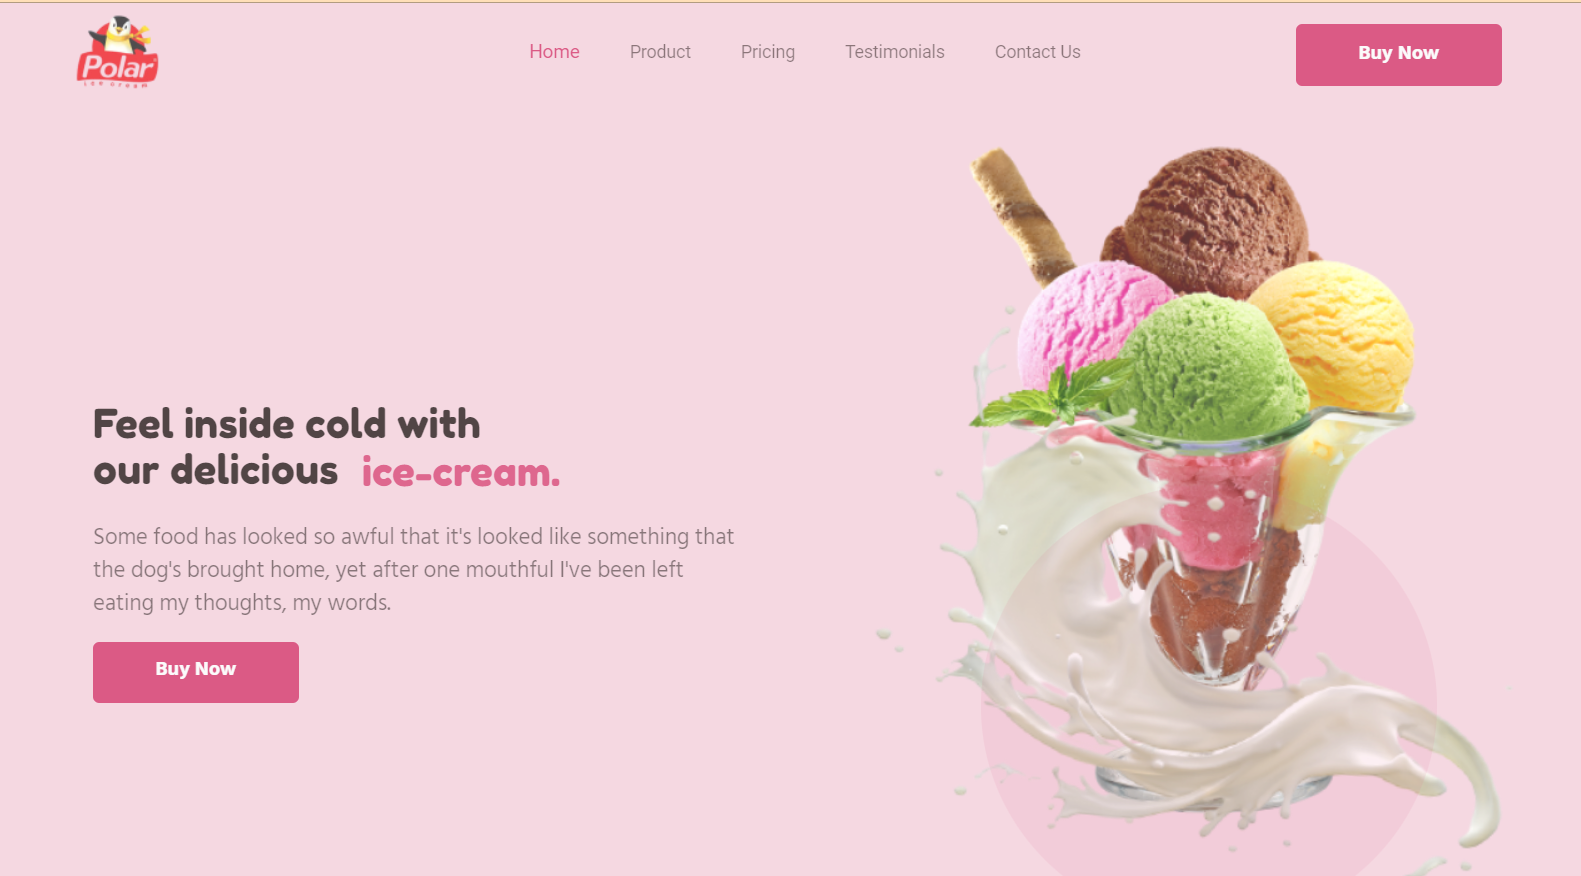 Polar
ice cream
Home
Product
Pricing
Testimonials
Contact Us
Buy Now
Feel inside cold with
our delicious ice-cream.
Some food has looked so awful that it's looked like something that
the dog's brought home, yet after one mouthful I've been left
eating my thoughts, my words.
Buy Now